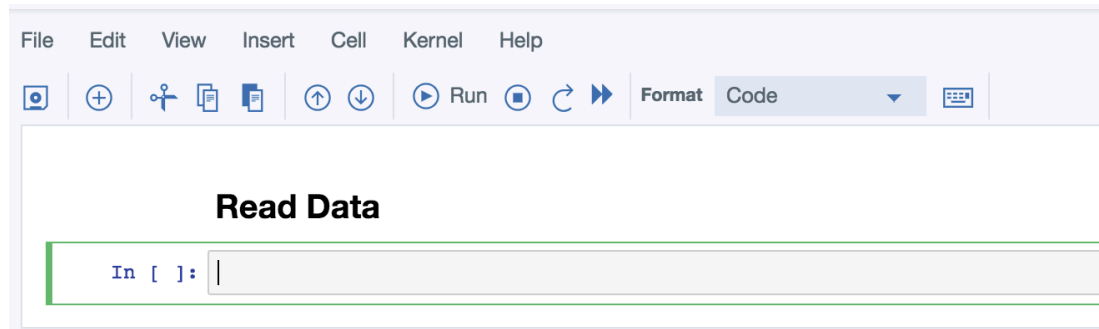 File Edit View Insert Cell Kernel Help
Run Format Code
Read Data
In [ ]: